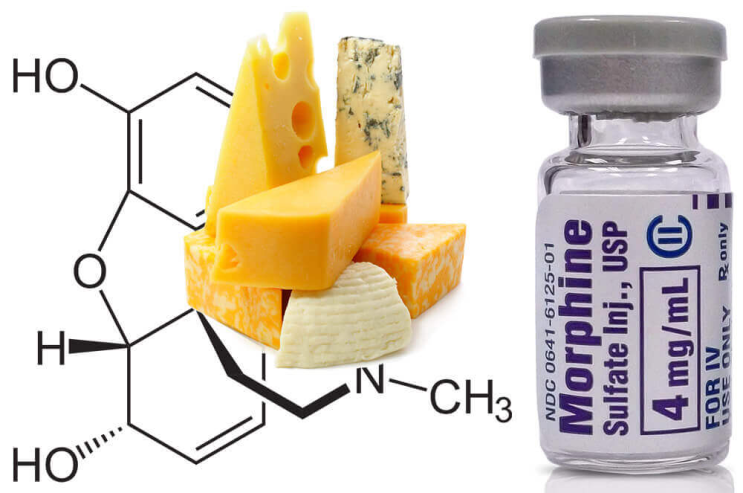 HO
O
H
N
CH3
HO
NDC 0641-6125-01
Morphine
Sulfate Inj., USP
CII
4 mg/mL
FOR IV
USE ONLY Rx only